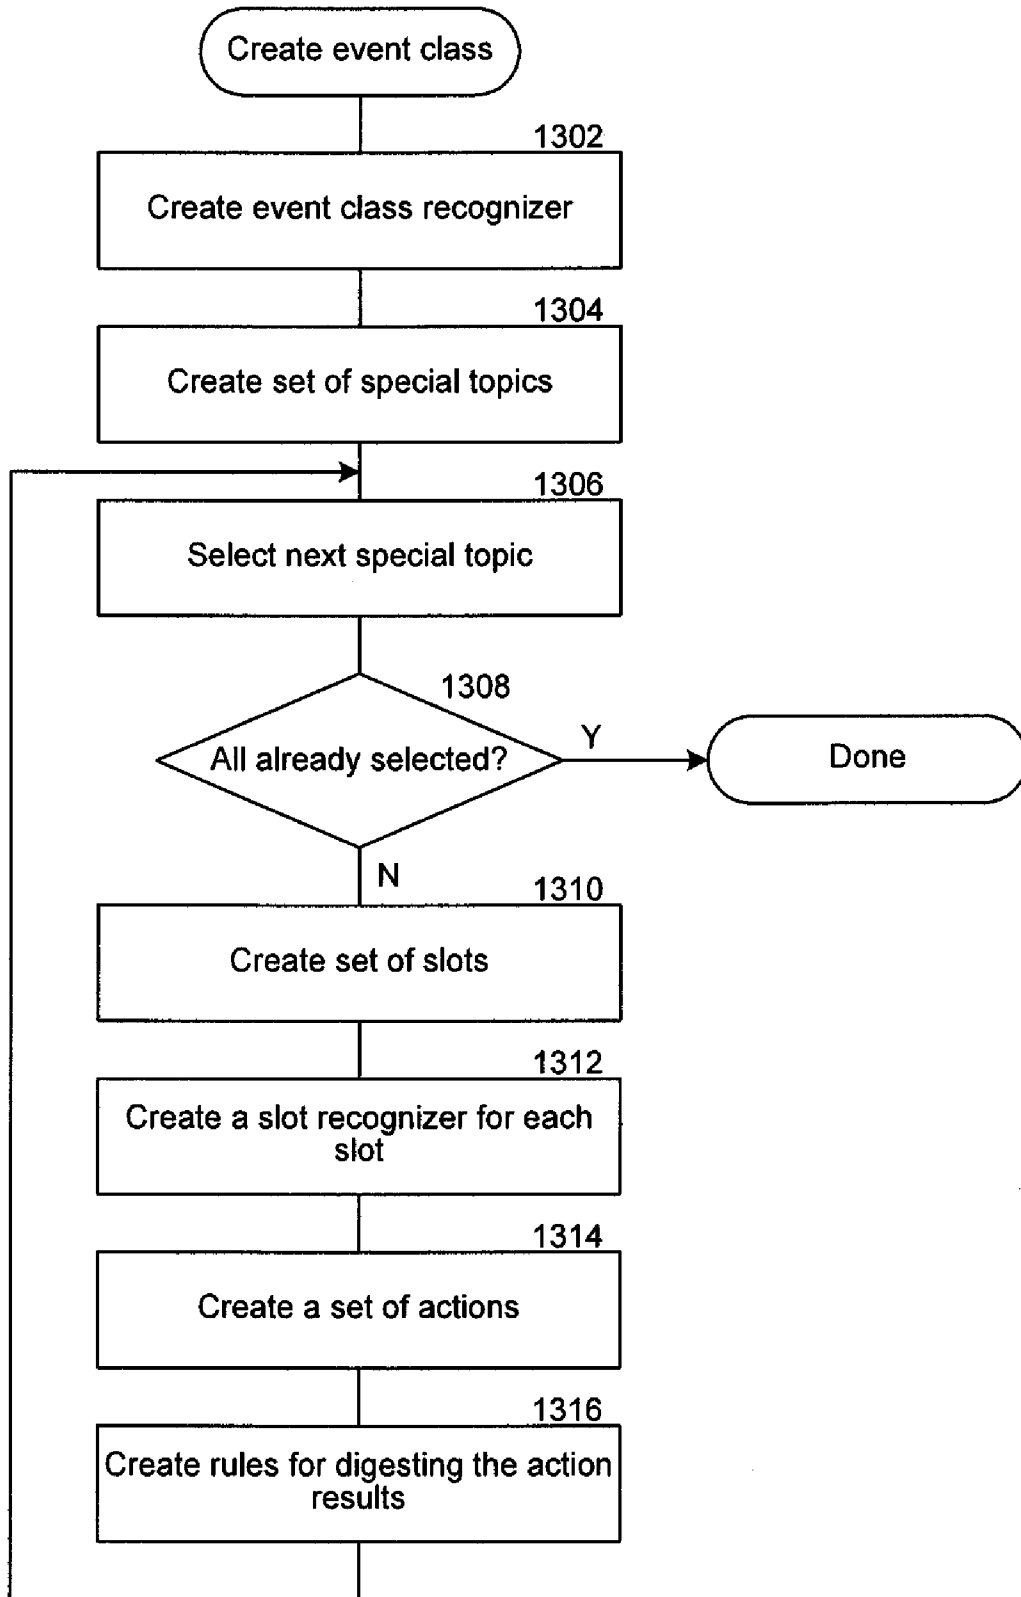 Create event class
1302
Create event class recognizer
1304
Create set of special topics
1306
Select next special topic
1308
All already selected?
Y
Done
N
1310
Create set of slots
1312
Create a slot recognizer for each
slot
1314
Create a set of actions
1316
Create rules for digesting the action
results